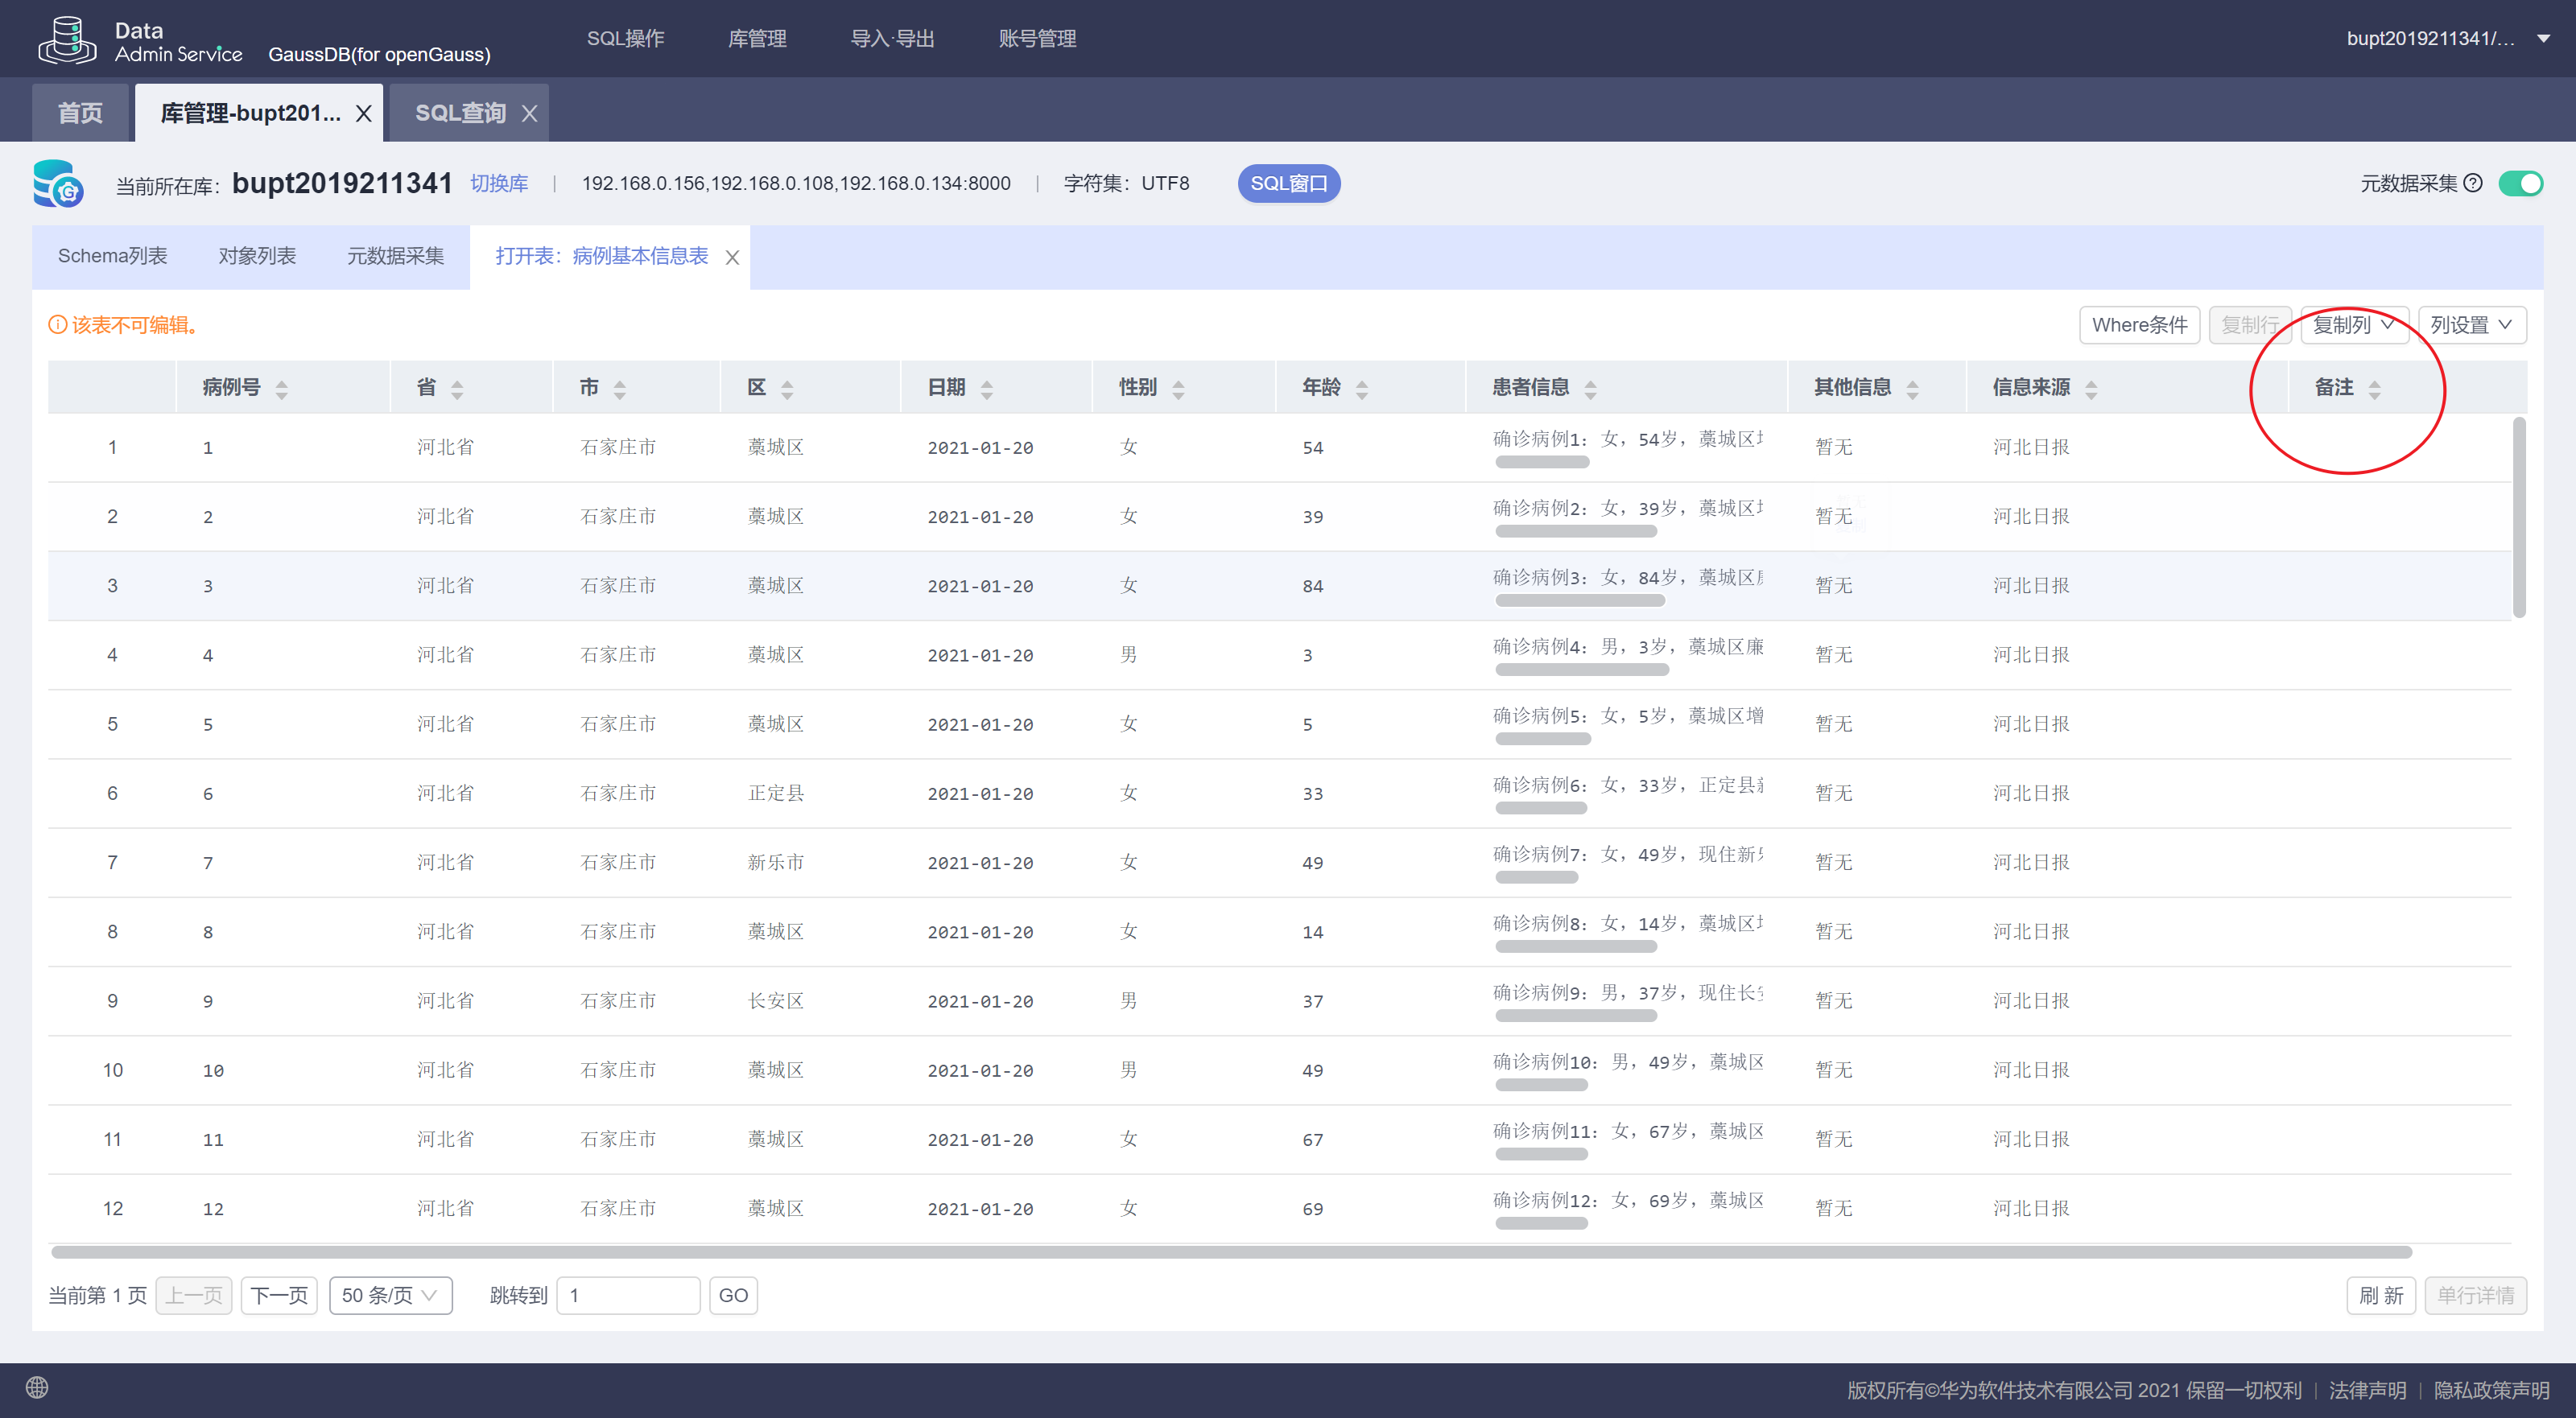 Data
Admin Service GaussDB(for openGauss) SQL操作 库管理 导入·导出 账号管理 bupt2019211341/...
首页 库管理-bupt201... SQL查询
当前所在库： bupt2019211341 切换库 | 192.168.0.156,192.168.0.108,192.168.0.134:8000 | 字符集：UTF8 SQL窗口 元数据采集
Schema列表 对象列表 元数据采集 打开表：病例基本信息表
该表不可编辑。 Where条件 复制行 复制列 列设置
病例号 省 市 区 日期 性别 年龄 患者信息 其他信息 信息来源 备注
1 1 河北省 石家庄市 藁城区 2021-01-20 女 54 确诊病例1：女，54岁，藁城区 暂无 河北日报
2 2 河北省 石家庄市 藁城区 2021-01-20 女 39 确诊病例2：女，39岁，藁城区 暂无 河北日报
3 3 河北省 石家庄市 藁城区 2021-01-20 女 84 确诊病例3：女，84岁，藁城区 暂无 河北日报
4 4 河北省 石家庄市 藁城区 2021-01-20 男 3 确诊病例4：男，3岁，藁城区廉 暂无 河北日报
5 5 河北省 石家庄市 藁城区 2021-01-20 女 5 确诊病例5：女，5岁，藁城区增 暂无 河北日报
6 6 河北省 石家庄市 正定县 2021-01-20 女 33 确诊病例6：女，33岁，正定县 暂无 河北日报
7 7 河北省 石家庄市 新乐市 2021-01-20 女 49 确诊病例7：女，49岁，现住新 暂无 河北日报
8 8 河北省 石家庄市 藁城区 2021-01-20 女 14 确诊病例8：女，14岁，藁城区 暂无 河北日报
9 9 河北省 石家庄市 长安区 2021-01-20 男 37 确诊病例9：男，37岁，现住长 暂无 河北日报
10 10 河北省 石家庄市 藁城区 2021-01-20 男 49 确诊病例10：男，49岁，藁城区 暂无 河北日报
11 11 河北省 石家庄市 藁城区 2021-01-20 女 67 确诊病例11：女，67岁，藁城区 暂无 河北日报
12 12 河北省 石家庄市 藁城区 2021-01-20 女 69 确诊病例12：女，69岁，藁城区 暂无 河北日报
当前第 1 页 上一页 下一页 50 条/页 跳转到 1 GO 刷 新 单行详情
版权所有©华为软件技术有限公司 2021 保留一切权利 | 法律声明 | 隐私政策声明